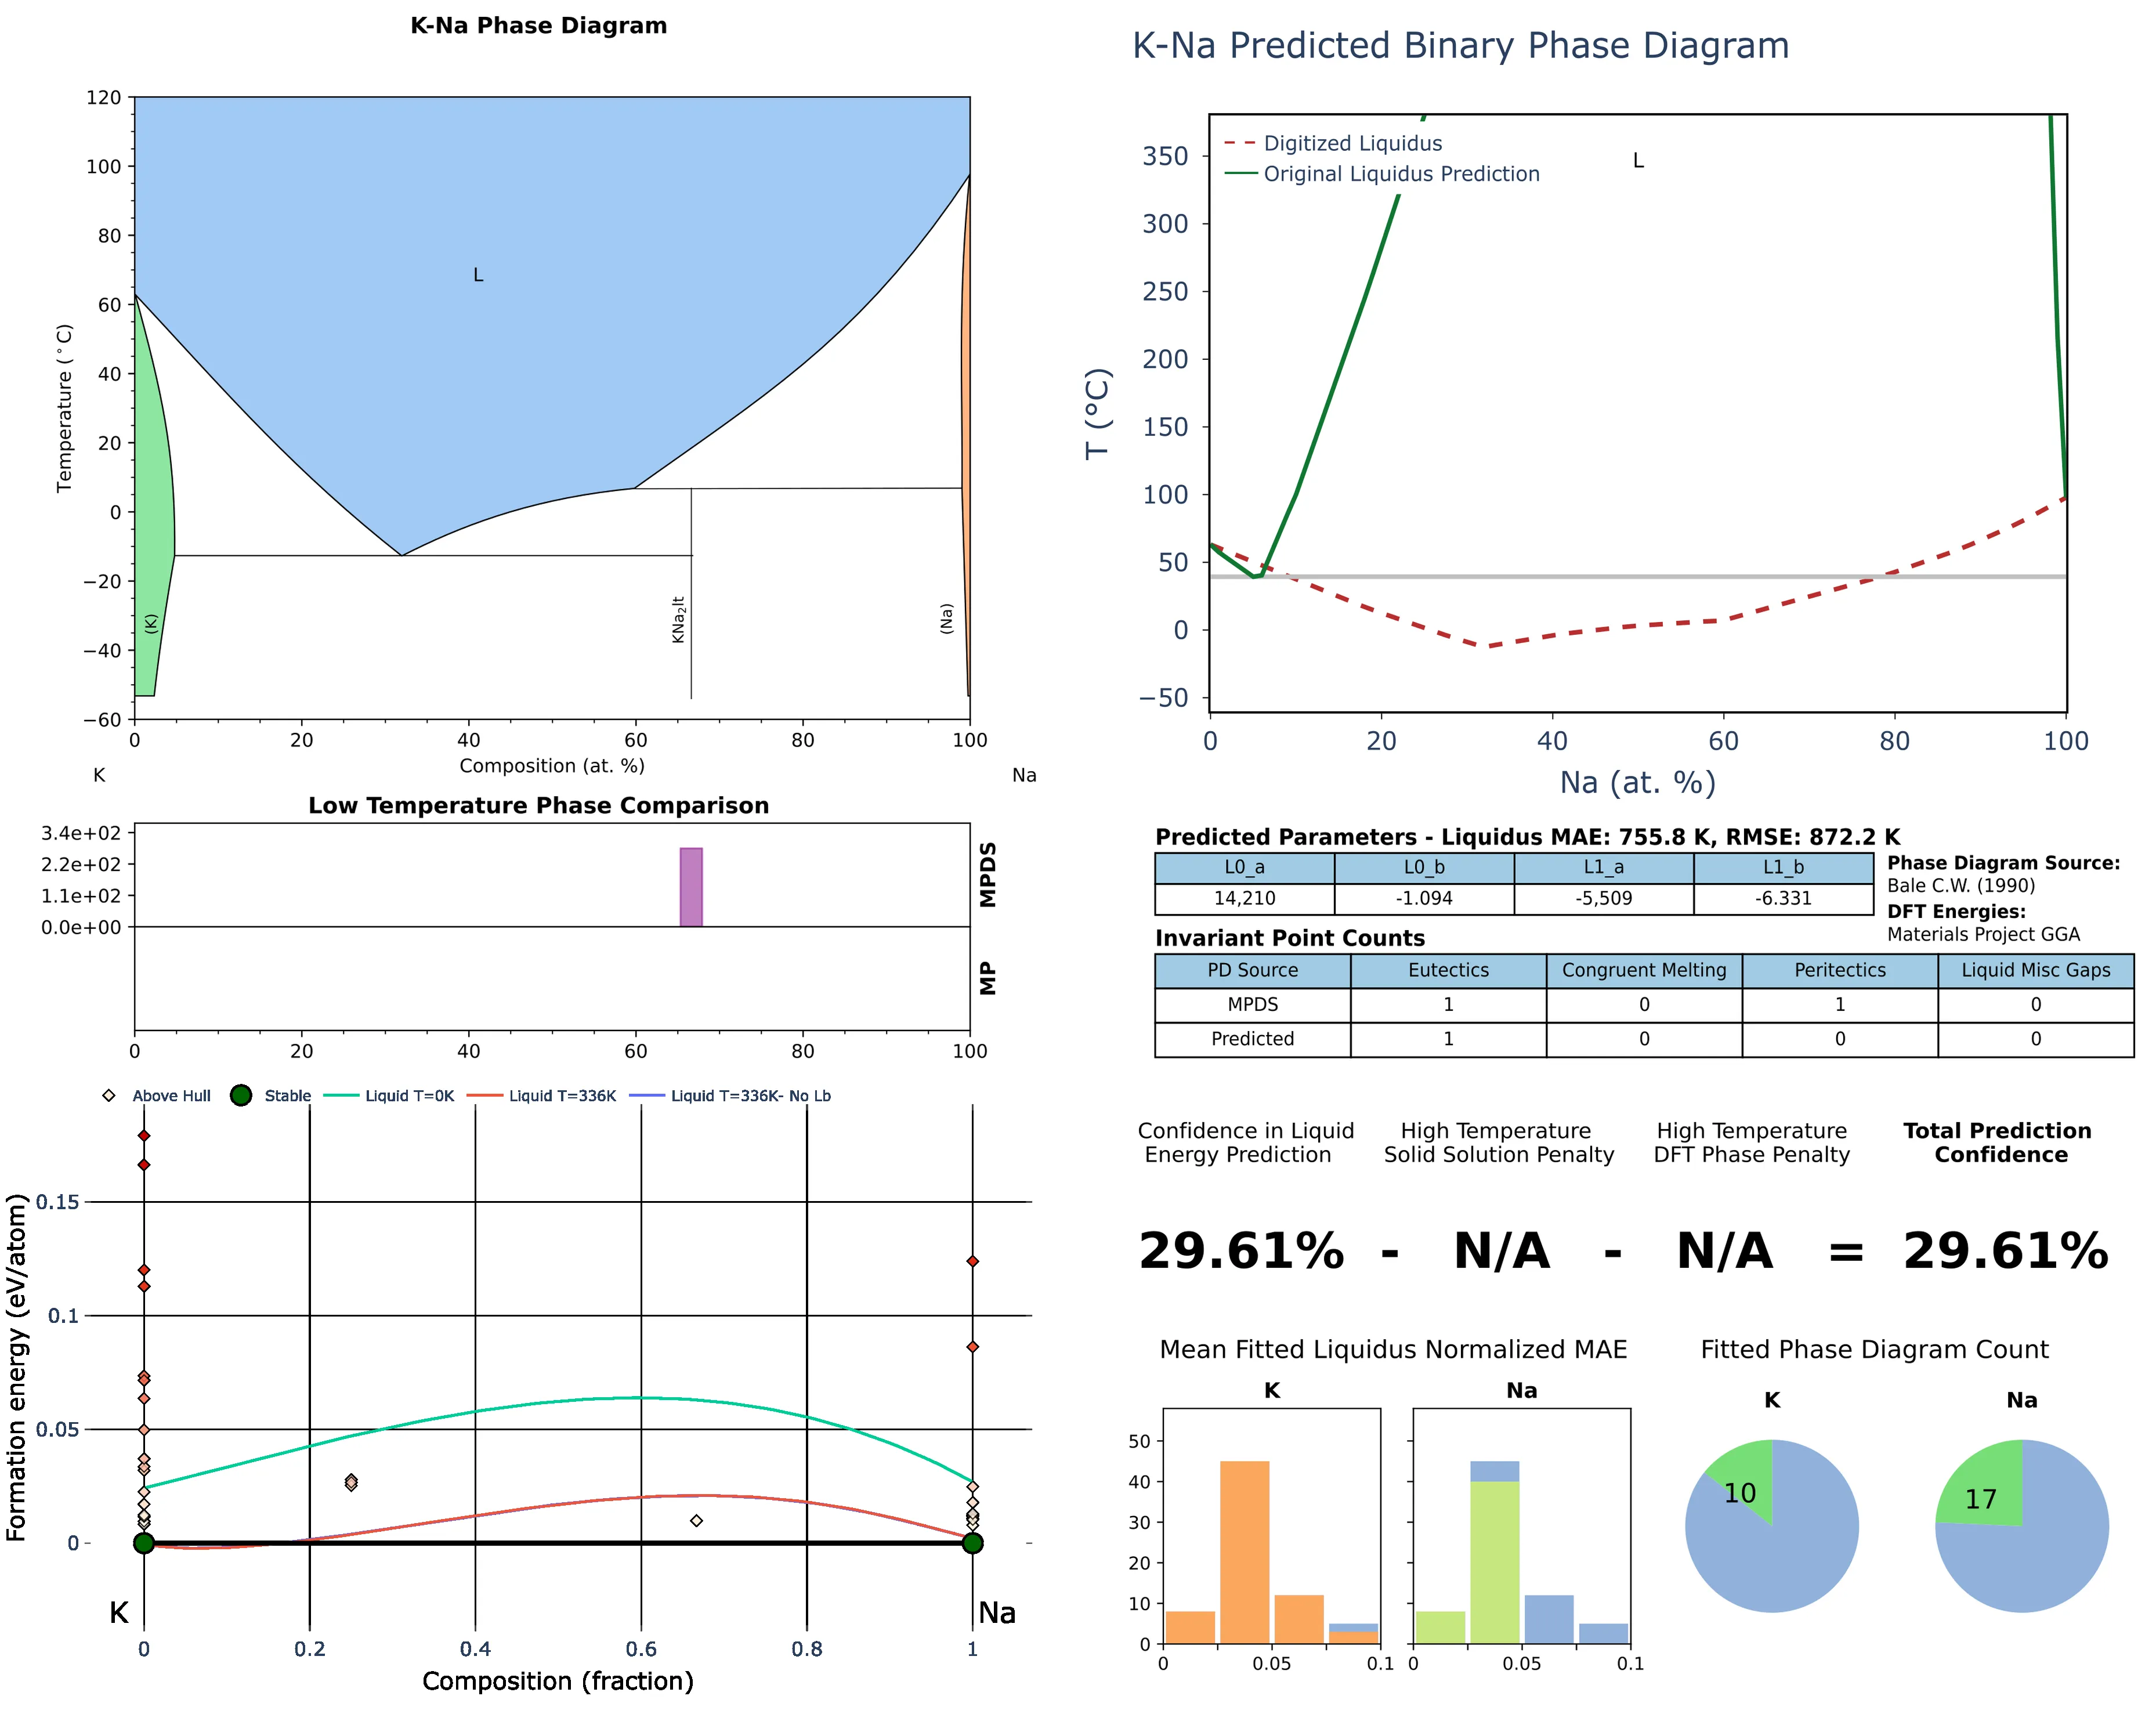 K-Na Phase Diagram
120
100
80
60
40
20
0
−20
−40
−60
Temperature (°C)
L
(K)
KNa2lt
(Na)
0 20 40 60 80 100
Composition (at. %)
K Na
Low Temperature Phase Comparison
3.4e+02
2.2e+02
1.1e+02
0.0e+00
MPDS
MP
0 20 40 60 80 100
Above Hull Stable Liquid T=0K Liquid T=336K Liquid T=336K- No Lb
Formation energy (eV/atom)
0.15
0.1
0.05
0
K Na
0 0.2 0.4 0.6 0.8 1
Composition (fraction)
K-Na Predicted Binary Phase Diagram
Digitized Liquidus
Original Liquidus Prediction
L
T (°C)
350
300
250
200
150
100
50
0
−50
0 20 40 60 80 100
Na (at. %)
Predicted Parameters - Liquidus MAE: 755.8 K, RMSE: 872.2 K
L0_a L0_b L1_a L1_b
14,210 -1.094 -5,509 -6.331
Phase Diagram Source:
Bale C.W. (1990)
DFT Energies:
Materials Project GGA
Invariant Point Counts
PD Source Eutectics Congruent Melting Peritectics Liquid Misc Gaps
MPDS 1 0 1 0
Predicted 1 0 0 0
Confidence in Liquid
Energy Prediction
High Temperature
Solid Solution Penalty
High Temperature
DFT Phase Penalty
Total Prediction
Confidence
29.61% - N/A - N/A = 29.61%
Mean Fitted Liquidus Normalized MAE
K Na
50
40
30
20
10
0
0 0.05 0.1 0 0.05 0.1
Fitted Phase Diagram Count
K Na
10 17